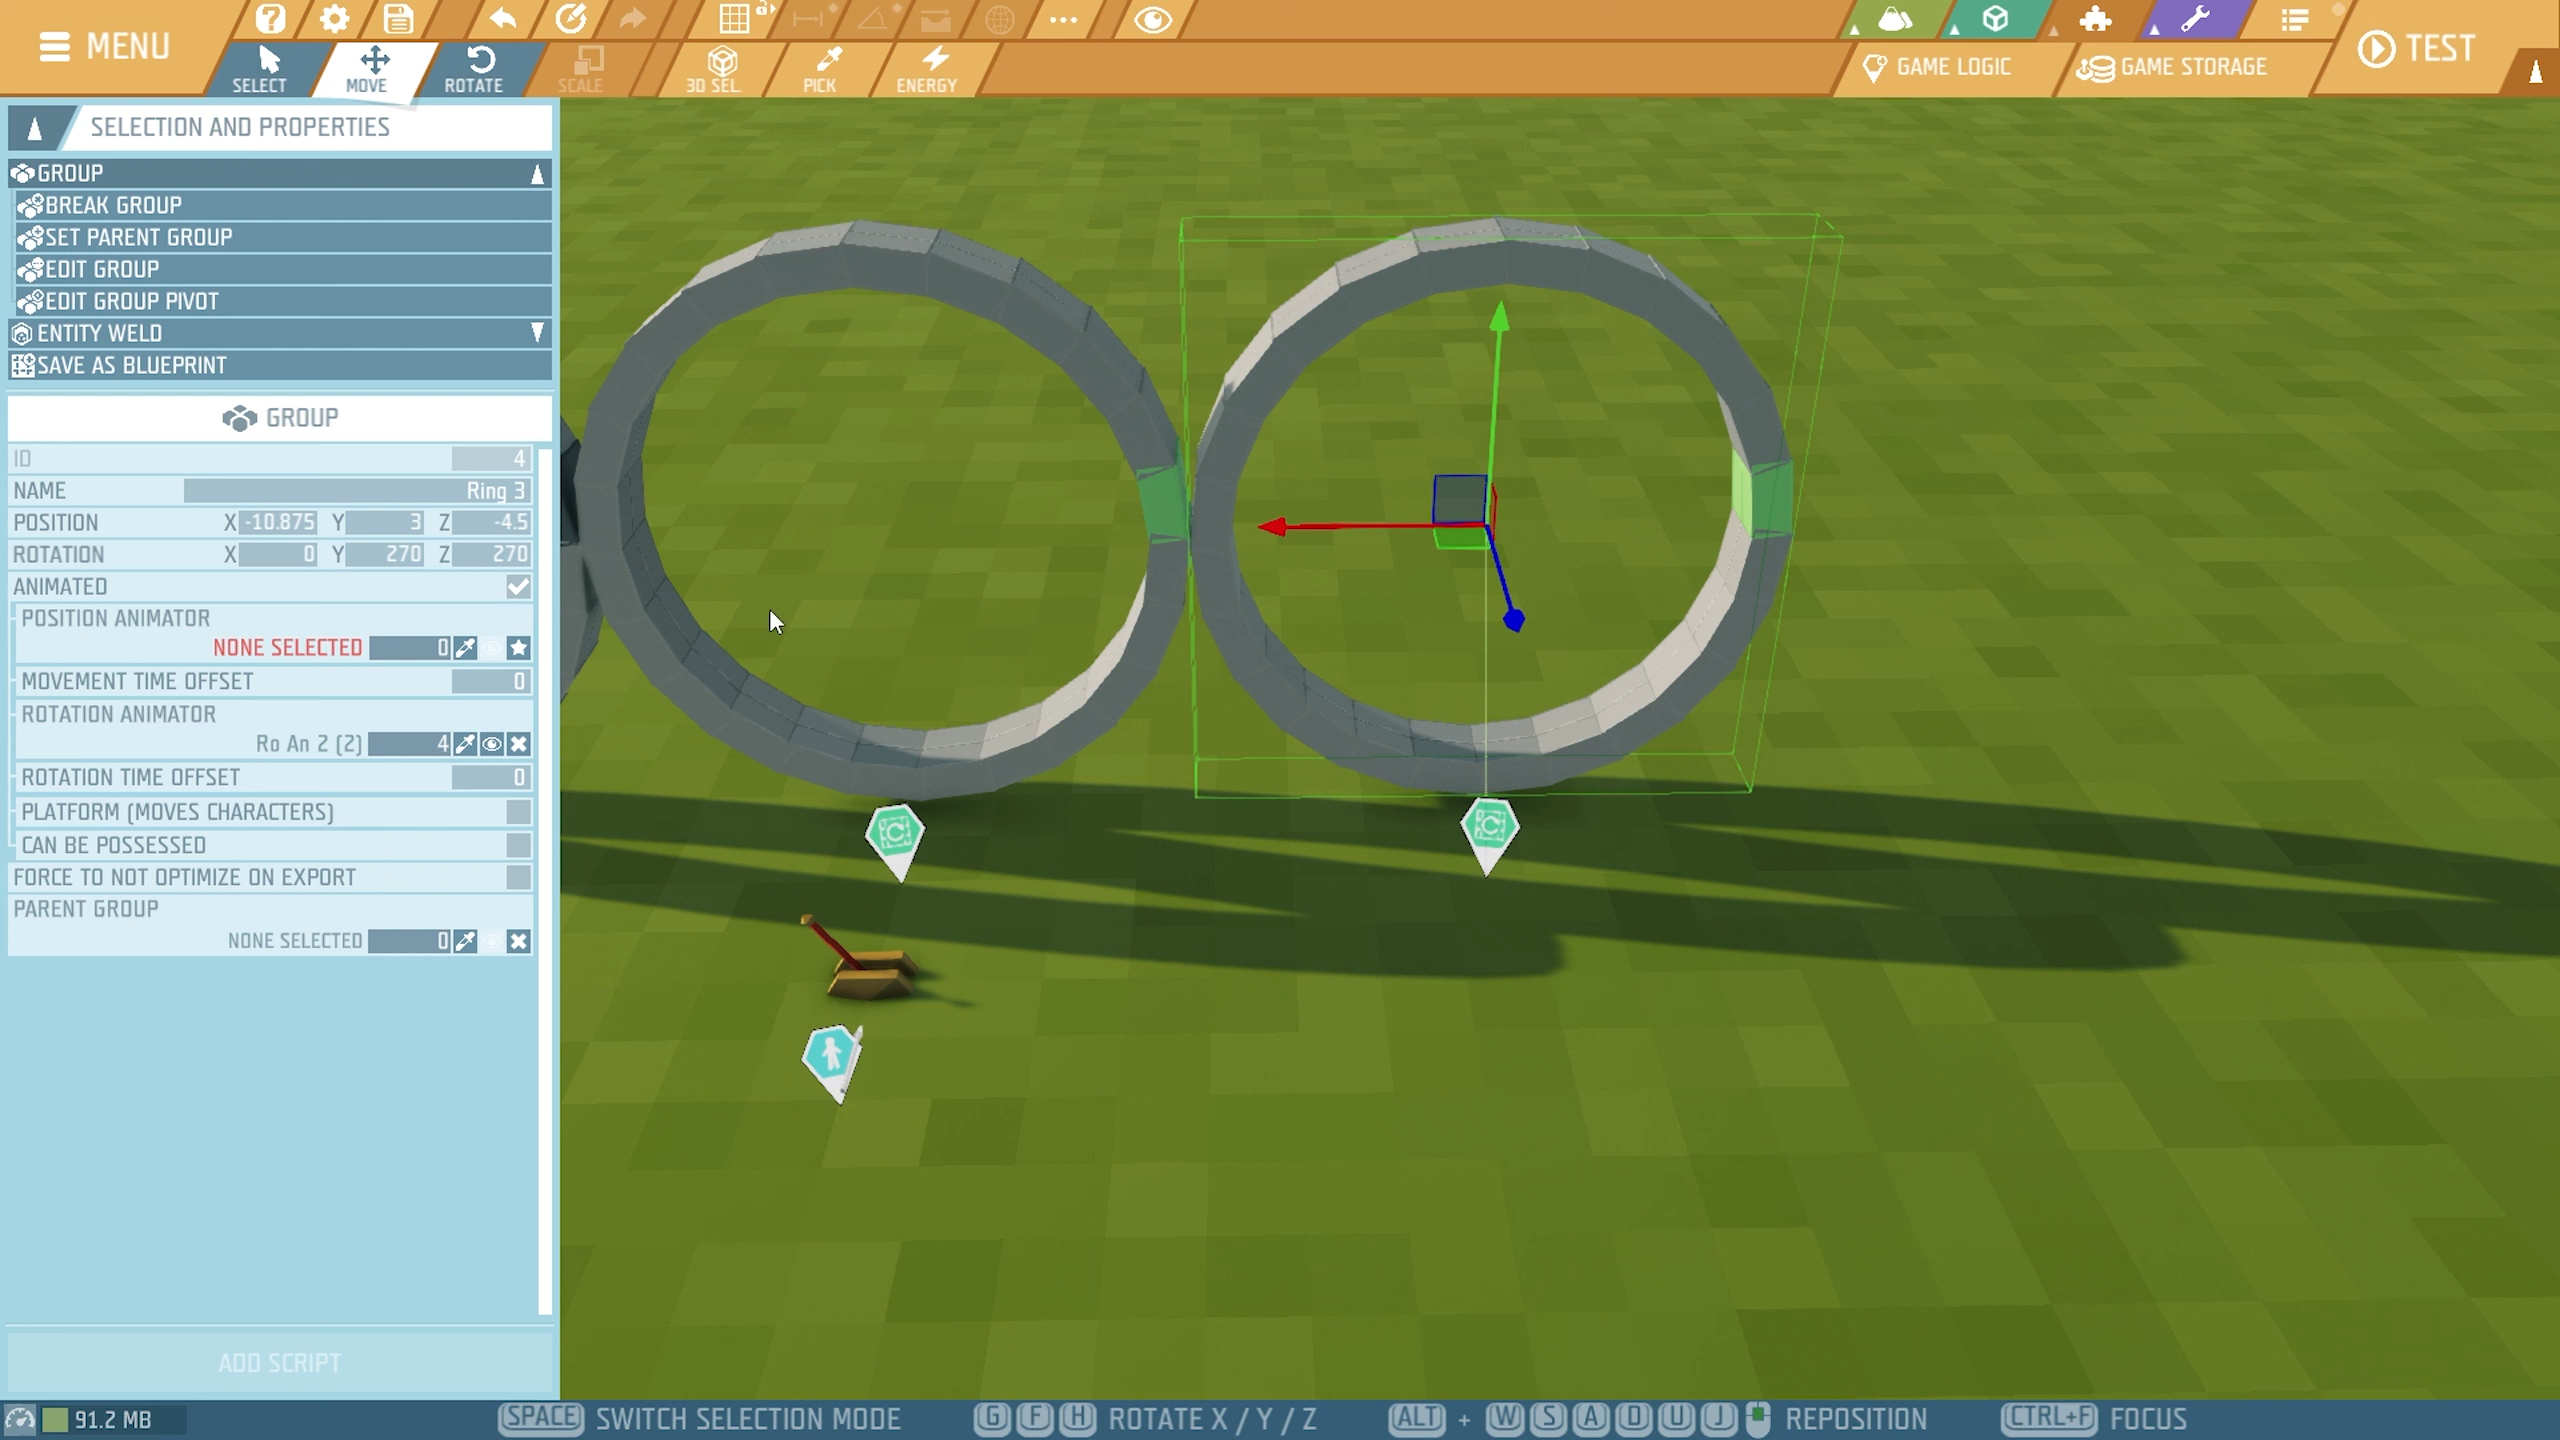 MENU
SELECT
MOVE
ROTATE
SCALE
3D SEL.
PICK
ENERGY
GAME LOGIC
GAME STORAGE
TEST
SELECTION AND PROPERTIES
GROUP
BREAK GROUP
SET PARENT GROUP
EDIT GROUP
EDIT GROUP PIVOT
ENTITY WELD
SAVE AS BLUEPRINT
GROUP
ID 4
NAME Ring 3
POSITION X -10.875 Y 3 Z -4.5
ROTATION X 0 Y 270 Z 270
ANIMATED
POSITION ANIMATOR
NONE SELECTED 0
MOVEMENT TIME OFFSET 0
ROTATION ANIMATOR
Ro An 2 (2) 4
ROTATION TIME OFFSET 0
PLATFORM (MOVES CHARACTERS)
CAN BE POSSESSED
FORCE TO NOT OPTIMIZE ON EXPORT
PARENT GROUP
NONE SELECTED 0
ADD SCRIPT
91.2 MB
SPACE SWITCH SELECTION MODE
G F H ROTATE X / Y / Z
ALT + W S A D U J REPOSITION
CTRL+F FOCUS